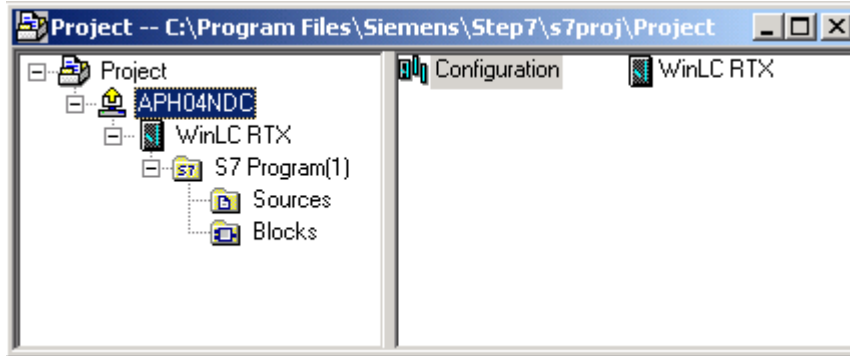 Project -- C:\Program Files\Siemens\Step7\s7proj\Project
Project
APH04NDC
WinLC RTX
S7 Program(1)
Sources
Blocks
Configuration
WinLC RTX